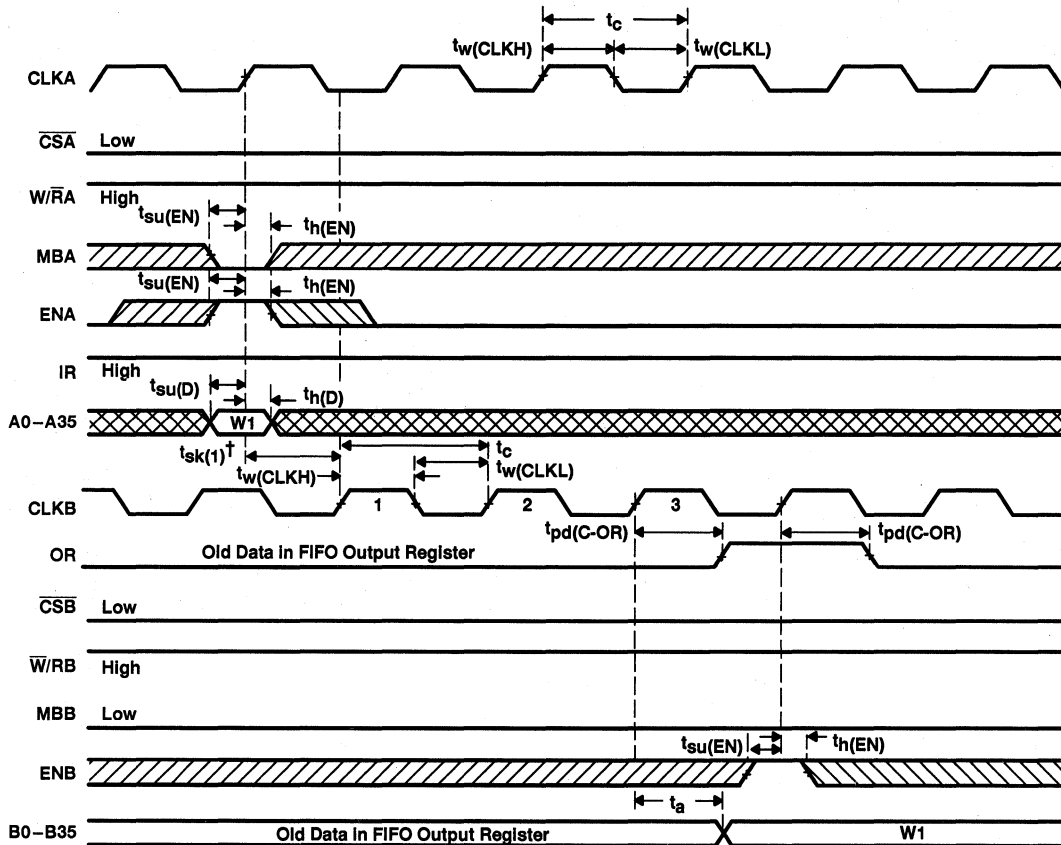 tc
tw(CLKH)
tw(CLKL)
CLKA
CSA Low
W/RA High
tsu(EN)
th(EN)
MBA
tsu(EN)
th(EN)
ENA
IR High
tsu(D)
th(D)
A0–A35 W1
tsk(1)†
tc
tw(CLKH)
tw(CLKL)
CLKB 1 2 3
tpd(C-OR)
tpd(C-OR)
OR Old Data in FIFO Output Register
CSB Low
W/RB High
MBB Low
tsu(EN)
th(EN)
ENB
ta
B0–B35 Old Data in FIFO Output Register W1